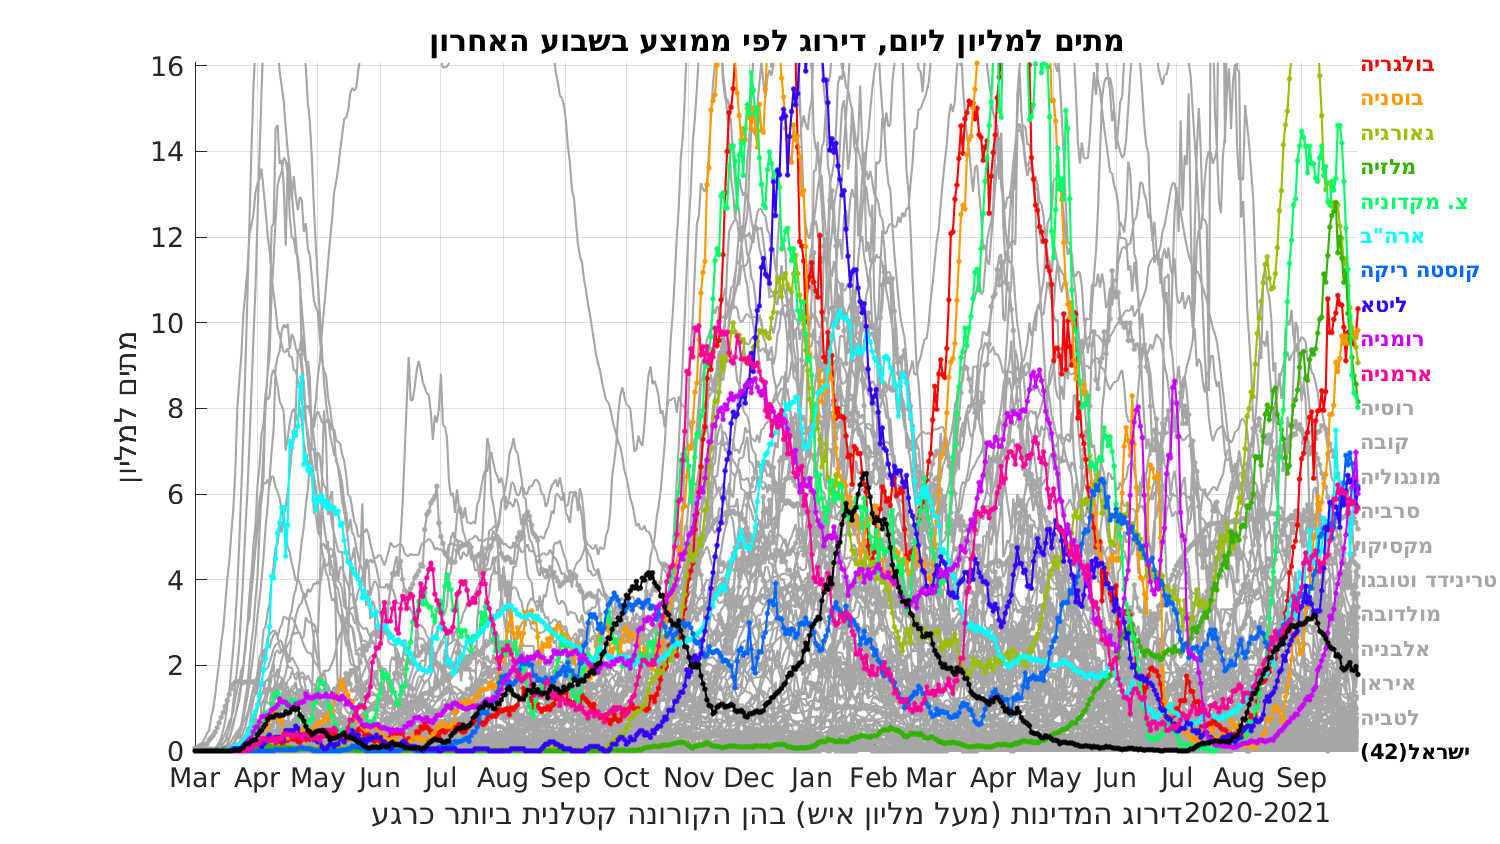 מתים למליון ליום, דירוג לפי ממוצע בשבוע האחרון
מתים למליון
16
14
12
10
8
6
4
2
0
Mar Apr May Jun Jul Aug Sep Oct Nov Dec Jan Feb Mar Apr May Jun Jul Aug Sep
דירוג המדינות (מעל מליון איש) בהן הקורונה קטלנית ביותר כרגע2020-2021
בולגריה
בוסניה
גאורגיה
מלזיה
צ. מקדוניה
ארה"ב
קוסטה ריקה
ליטא
רומניה
ארמניה
רוסיה
קובה
מונגוליה
סרביה
מקסיקו
טרינידד וטובגו
מולדובה
אלבניה
איראן
לטביה
ישראל(42)